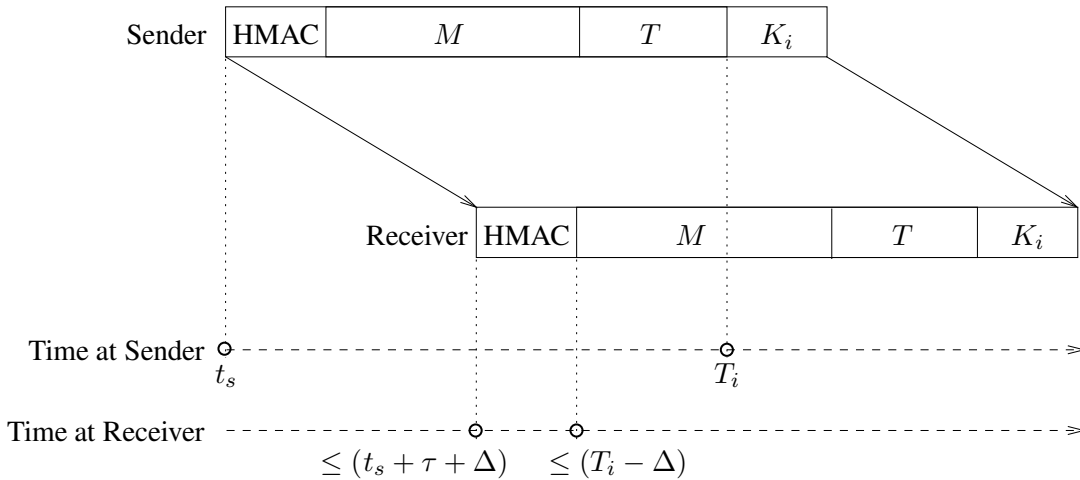 Sender HMAC M T K_i
Receiver HMAC M T K_i
Time at Sender
t_s T_i
Time at Receiver
≤ (t_s + τ + Δ) ≤ (T_i − Δ)